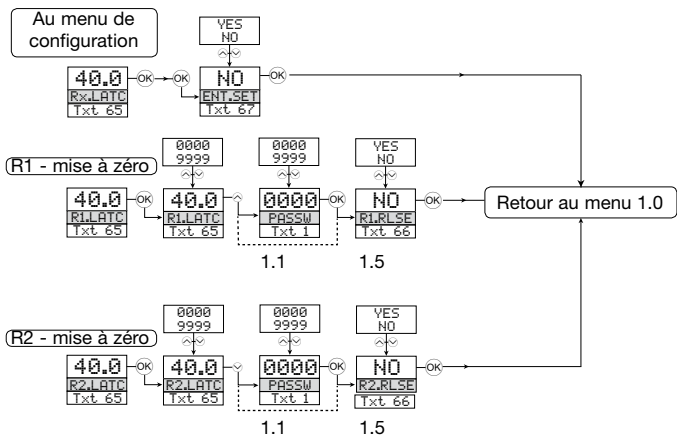 Au menu de
configuration
YES
NO
40.0
Rx.LATC
Txt 65
OK
OK
NO
ENT.SET
Txt 67
OK
R1 - mise à zéro
0000
9999
0000
9999
YES
NO
40.0
R1.LATC
Txt 65
OK
40.0
R1.LATC
Txt 65
0000
PASSW
Txt 1
OK
NO
R1.RLSE
Txt 66
OK
Retour au menu 1.0
1.1
1.5
R2 - mise à zéro
0000
9999
0000
9999
YES
NO
40.0
R2.LATC
Txt 65
OK
40.0
R2.LATC
Txt 65
0000
PASSW
Txt 1
OK
NO
R2.RLSE
Txt 66
OK
1.1
1.5